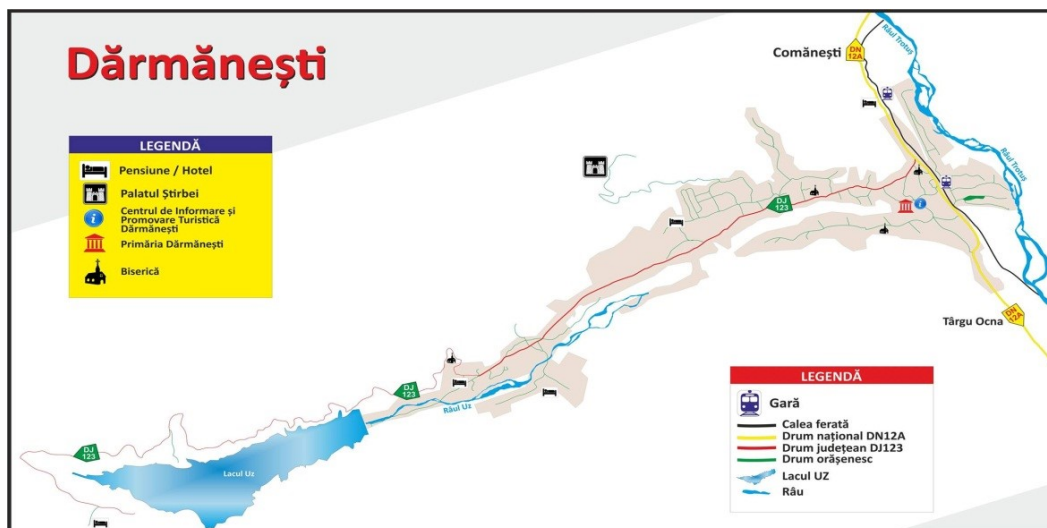 Dărmănești
LEGENDĂ
Pensiune / Hotel
Palatul Știrbei
Centrul de Informare și
Promovare Turistică
Dărmănești
Primăria Dărmănești
Biserică
Comănești
DN
12A
Râul Trotuș
Râul Trotuș
DJ
123
Târgu Ocna
DN
12A
DJ
123
Râul Uz
DJ
123
Lacul Uz
LEGENDĂ
Gară
Calea ferată
Drum național DN12A
Drum județean DJ123
Drum orășenesc
Lacul UZ
Râu